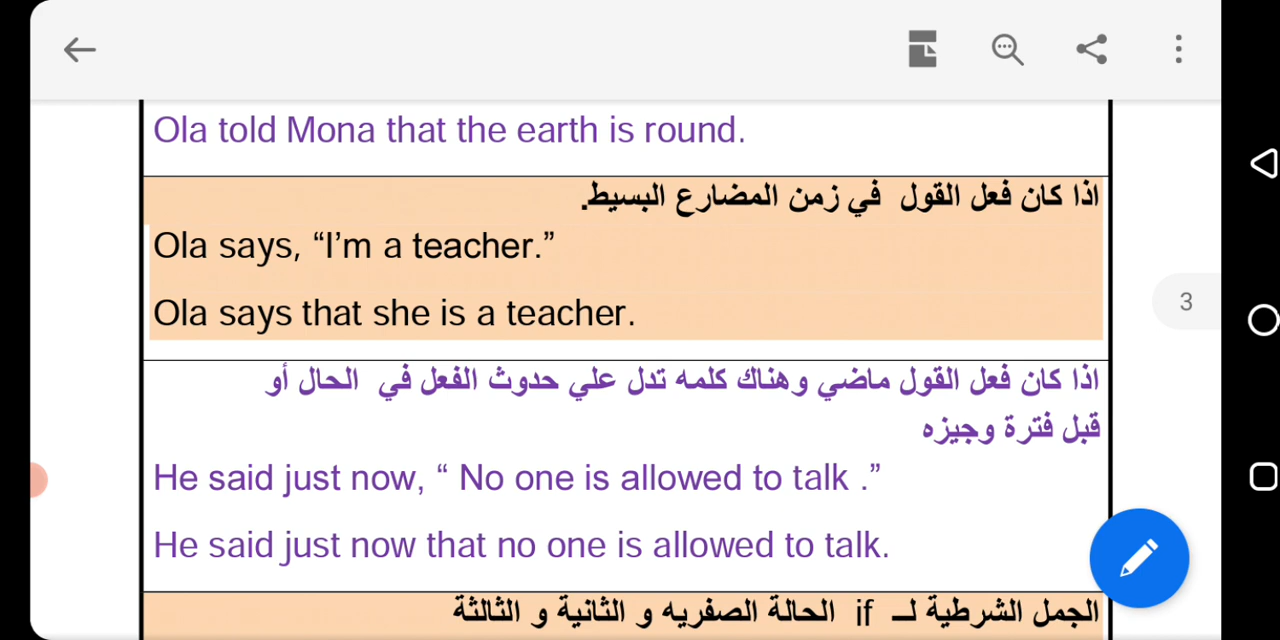 Ola told Mona that the earth is round.
اذا كان فعل القول في زمن المضارع البسيط.
Ola says, “I’m a teacher.”
Ola says that she is a teacher.
3
اذا كان فعل القول ماضي وهناك كلمه تدل علي حدوث الفعل في الحال أو
قبل فترة وجيزه
He said just now, “ No one is allowed to talk .”
He said just now that no one is allowed to talk.
الجمل الشرطية لــ if الحالة الصفريه و الثانية و الثالثة